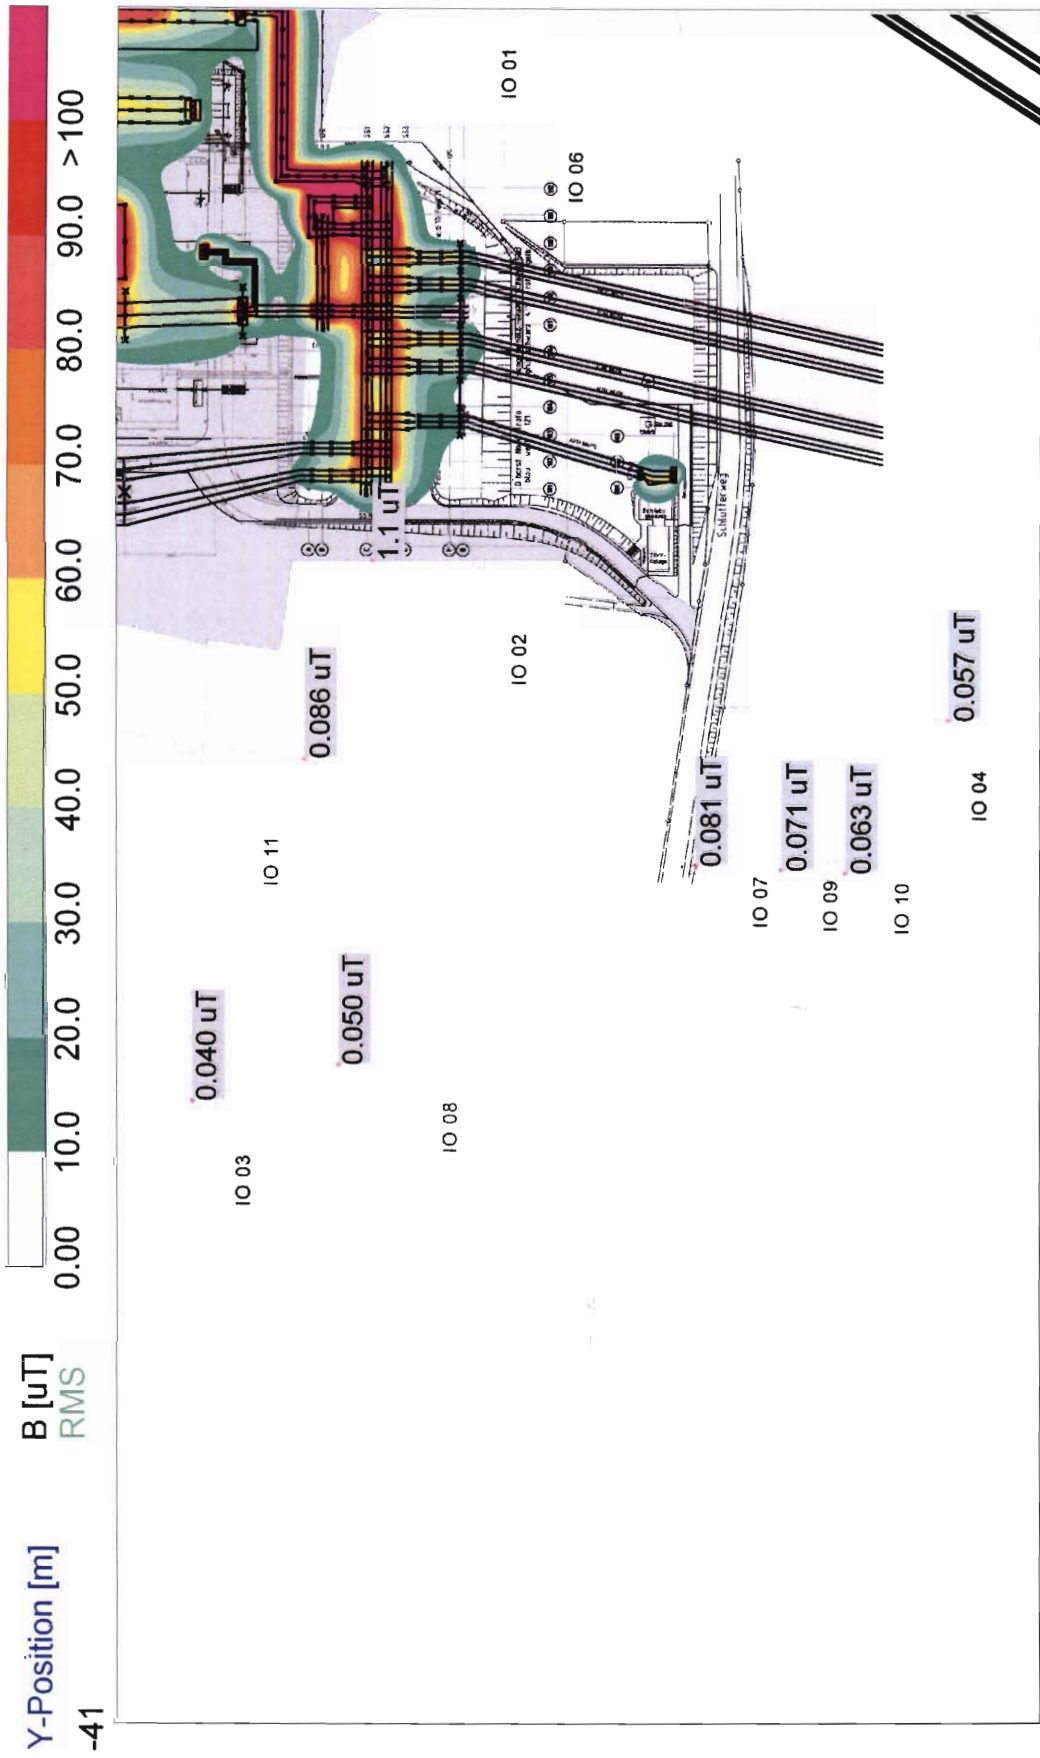 Y-Position [m]
-41
B [uT]
RMS
0.00 10.0 20.0 30.0 40.0 50.0 60.0 70.0 80.0 90.0 >100
IO 01
IO 06
SS1
SS2
SS3
1.1 uT
0.086 uT
IO 02
Schlutterweg
0.057 uT
0.081 uT
0.071 uT
0.063 uT
IO 04
IO 11
IO 07
IO 09
IO 10
0.040 uT
0.050 uT
IO 08
IO 03